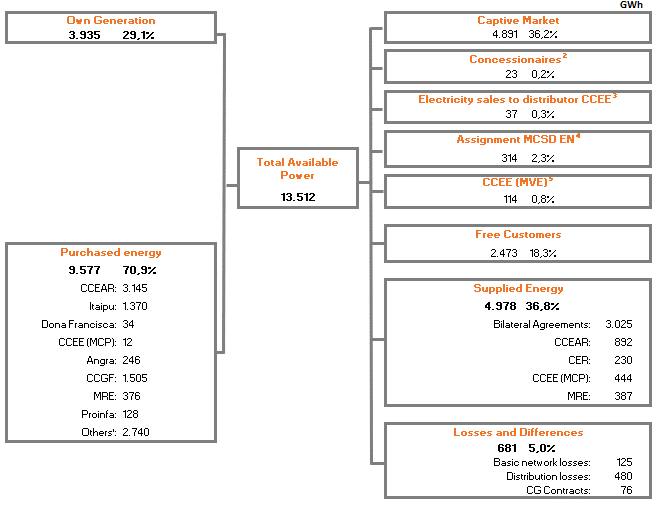 GWh
Own Generation
3.935 29,1%
Purchased energy
9.577 70,9%
CCEAR: 3.145
Itaipu: 1.370
Dona Francisca: 34
CCEE (MCP): 12
Angra: 246
CCGF: 1.505
MRE: 376
Proinfa: 128
Others¹: 2.740
Total Available
Power
13.512
Captive Market
4.891 36,2%
Concessionaires²
23 0,2%
Electricity sales to distributor CCEE³
37 0,3%
Assignment MCSD EN⁴
314 2,3%
CCEE (MVE)⁵
114 0,8%
Free Customers
2.473 18,3%
Supplied Energy
4.978 36,8%
Bilateral Agreements: 3.025
CCEAR: 892
CER: 230
CCEE (MCP): 444
MRE: 387
Losses and Differences
681 5,0%
Basic network losses: 125
Distribution losses: 480
CG Contracts: 76